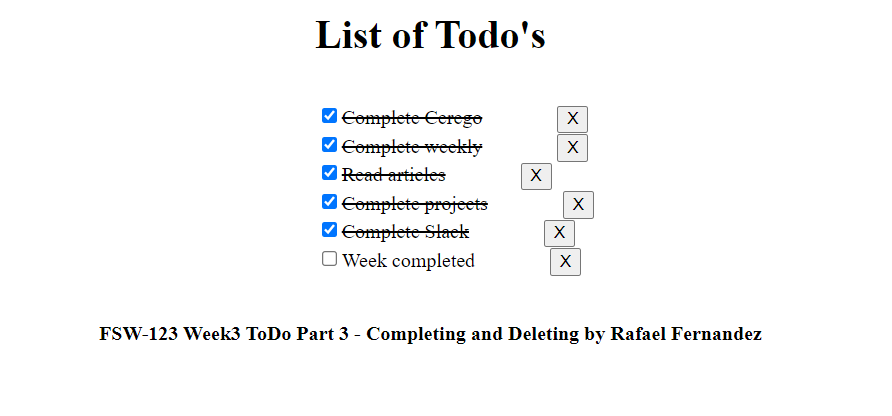 List of Todo's
Complete Cerego X
Complete weekly X
Read articles X
Complete projects X
Complete Slack X
Week completed X
FSW-123 Week3 ToDo Part 3 - Completing and Deleting by Rafael Fernandez